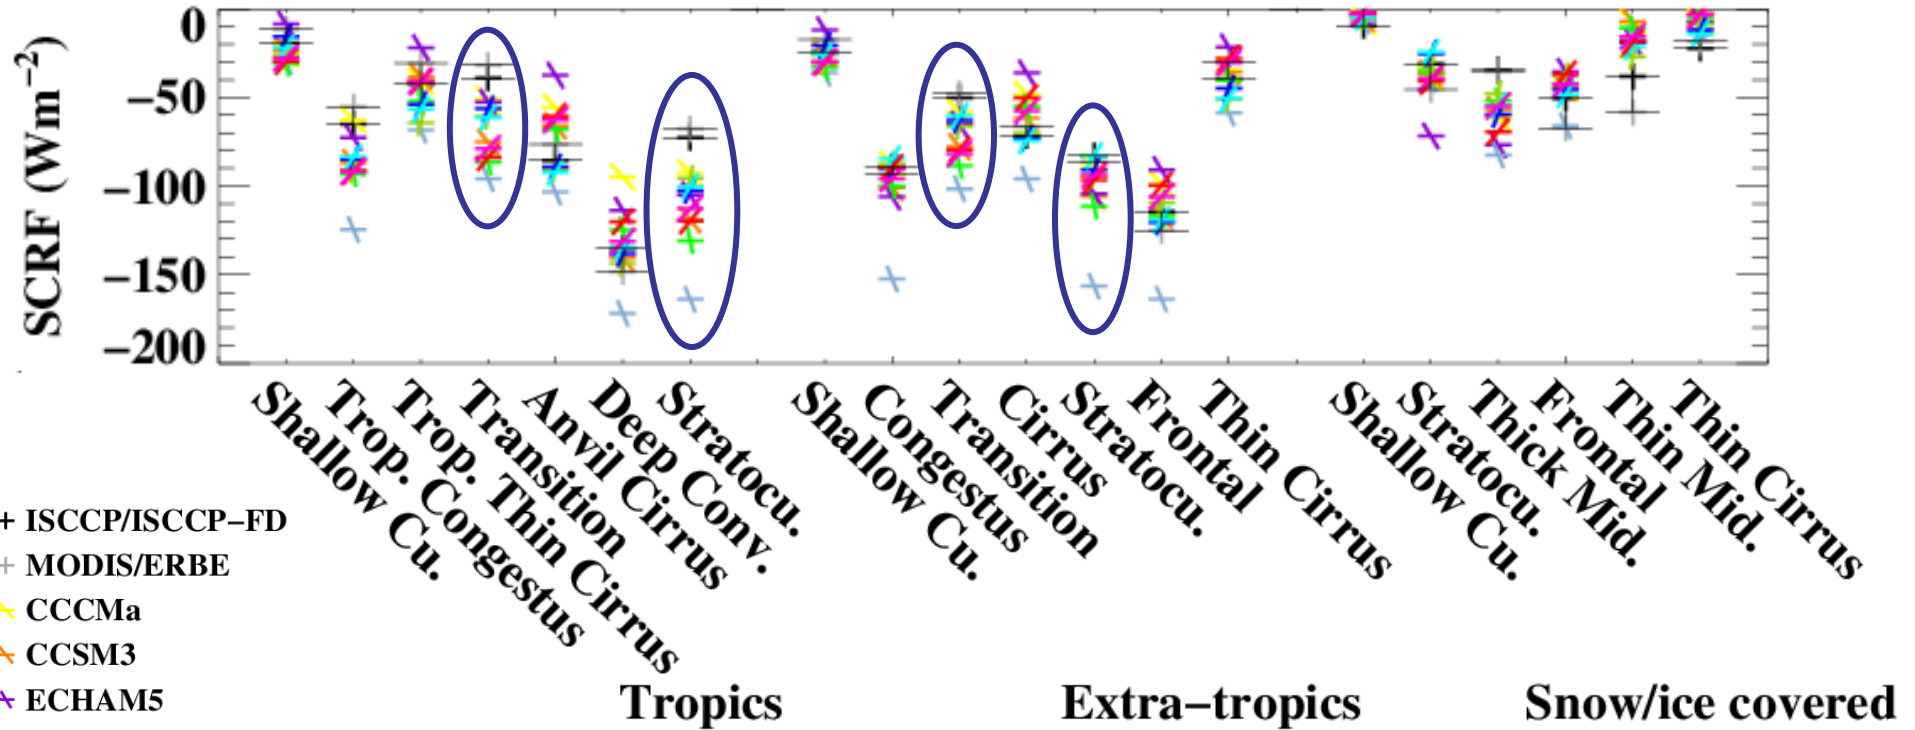 SCRF (Wm−2)
0
−50
−100
−150
−200
Shallow Cu.
Trop. Congestus
Trop. Thin Cirrus
Transition
Anvil Cirrus
Deep Conv.
Stratocu.
Shallow Cu.
Congestus
Transition
Cirrus
Stratocu.
Frontal
Thin Cirrus
Shallow Cu.
Stratocu.
Thick Mid.
Frontal
Thin Mid.
Thin Cirrus
ISCCP/ISCCP−FD
MODIS/ERBE
CCCMa
CCSM3
ECHAM5
Tropics
Extra−tropics
Snow/ice covered